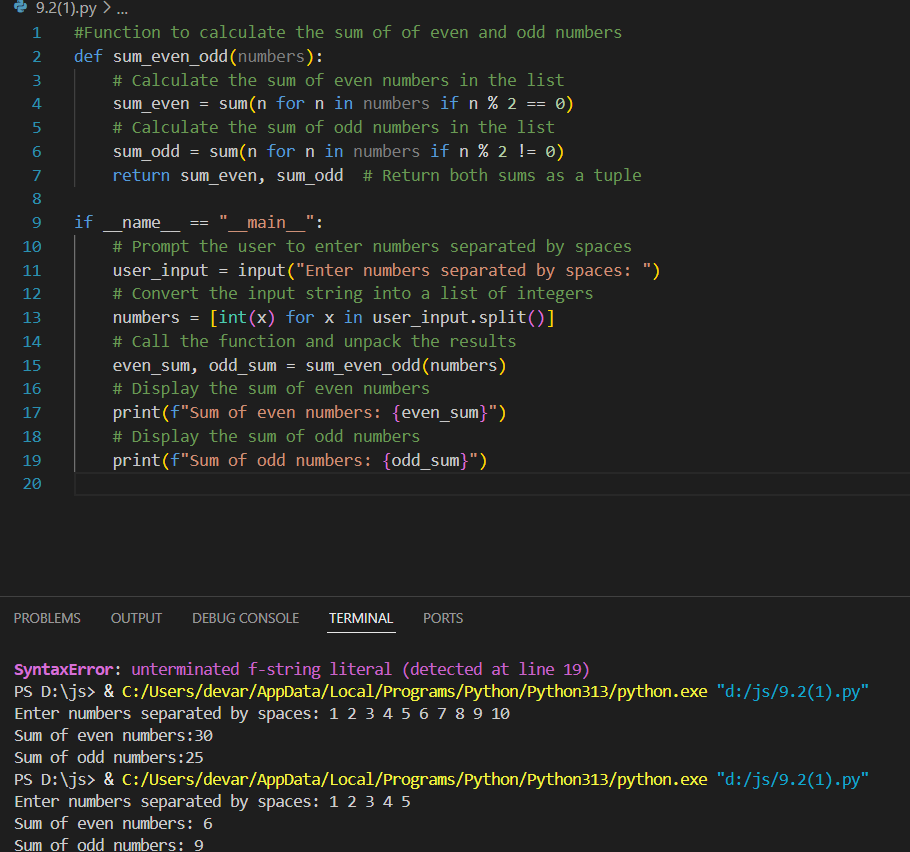 9.2(1).py > ...
1 #Function to calculate the sum of of even and odd numbers
2 def sum_even_odd(numbers):
3     # Calculate the sum of even numbers in the list
4     sum_even = sum(n for n in numbers if n % 2 == 0)
5     # Calculate the sum of odd numbers in the list
6     sum_odd = sum(n for n in numbers if n % 2 != 0)
7     return sum_even, sum_odd  # Return both sums as a tuple
8
9 if __name__ == "__main__":
10     # Prompt the user to enter numbers separated by spaces
11     user_input = input("Enter numbers separated by spaces: ")
12     # Convert the input string into a list of integers
13     numbers = [int(x) for x in user_input.split()]
14     # Call the function and unpack the results
15     even_sum, odd_sum = sum_even_odd(numbers)
16     # Display the sum of even numbers
17     print(f"Sum of even numbers: {even_sum}")
18     # Display the sum of odd numbers
19     print(f"Sum of odd numbers: {odd_sum}")
20
PROBLEMS OUTPUT DEBUG CONSOLE TERMINAL PORTS
SyntaxError: unterminated f-string literal (detected at line 19)
PS D:\js> & C:/Users/devar/AppData/Local/Programs/Python/Python313/python.exe "d:/js/9.2(1).py"
Enter numbers separated by spaces: 1 2 3 4 5 6 7 8 9 10
Sum of even numbers:30
Sum of odd numbers:25
PS D:\js> & C:/Users/devar/AppData/Local/Programs/Python/Python313/python.exe "d:/js/9.2(1).py"
Enter numbers separated by spaces: 1 2 3 4 5
Sum of even numbers: 6
Sum of odd numbers: 9